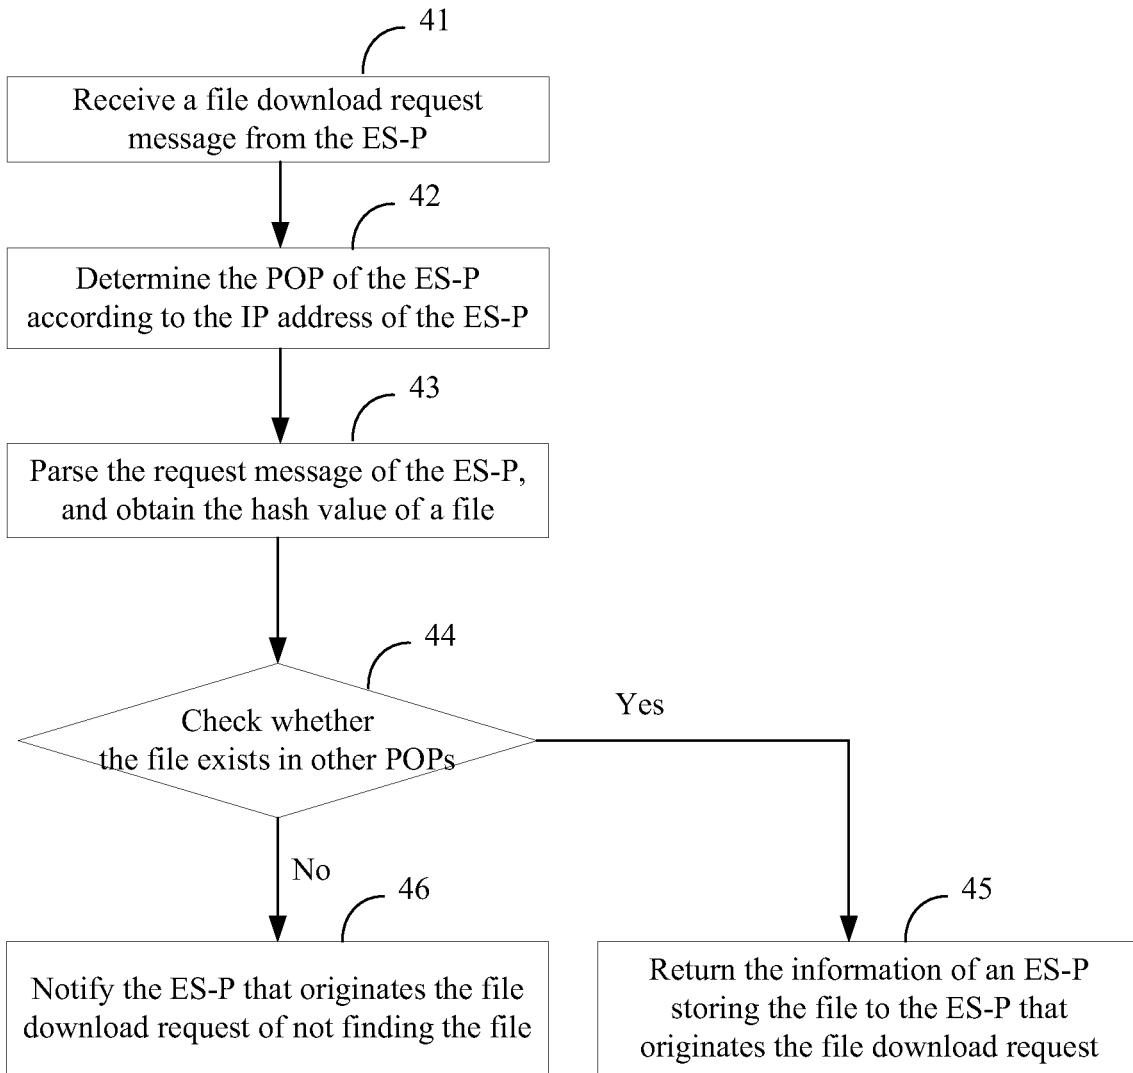 41
Receive a file download request
message from the ES-P
42
Determine the POP of the ES-P
according to the IP address of the ES-P
43
Parse the request message of the ES-P,
and obtain the hash value of a file
44
Check whether
the file exists in other POPs
Yes
No
46
Notify the ES-P that originates the file
download request of not finding the file
45
Return the information of an ES-P
storing the file to the ES-P that
originates the file download request